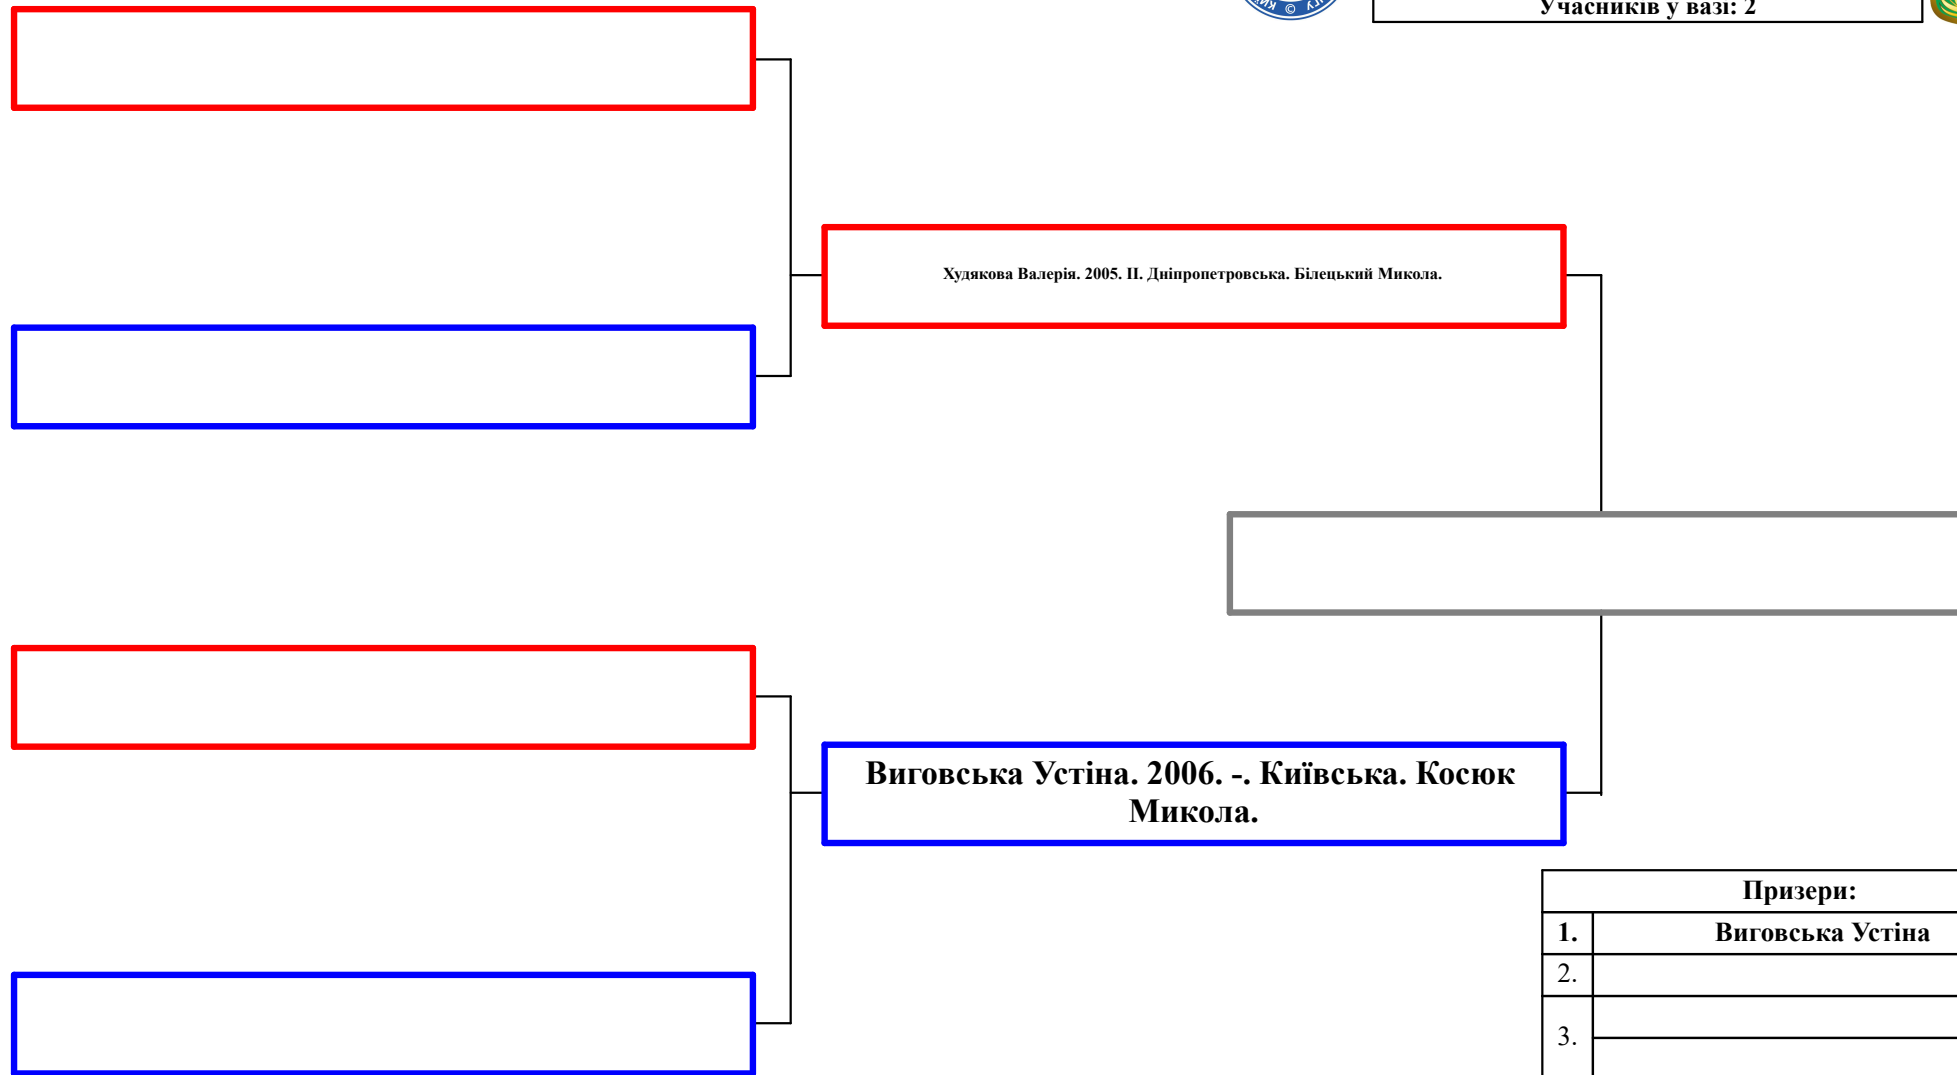 Учасників у вазі: 2
Худякова Валерія. 2005. II. Дніпропетровська. Білецький Микола.
Виговська Устіна. 2006. -. Київська. Косюк
Микола.
Призери:
1. Виговська Устіна
2.
3.